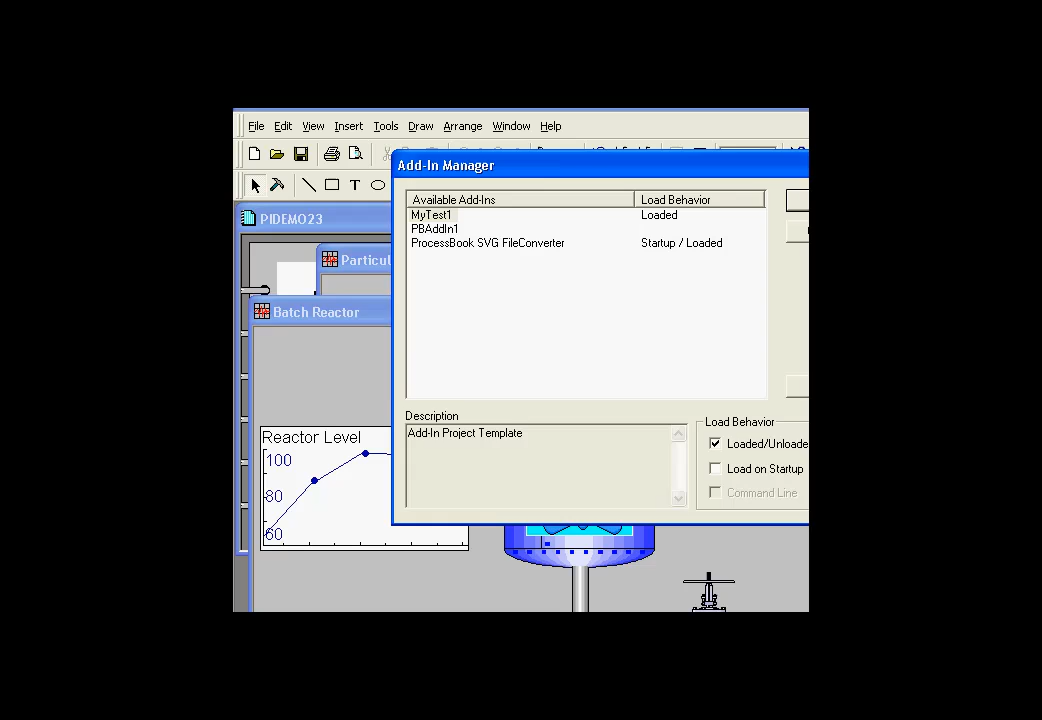 File Edit View Insert Tools Draw Arrange Window Help
Add-In Manager
Available Add-Ins Load Behavior
MyTest1 Loaded
PBAddIn1
ProcessBook SVG FileConverter Startup / Loaded
PIDEMO23
Particul
Batch Reactor
Description
Add-In Project Template
Load Behavior
Loaded/Unloade
Load on Startup
Command Line
Reactor Level
100
80
60